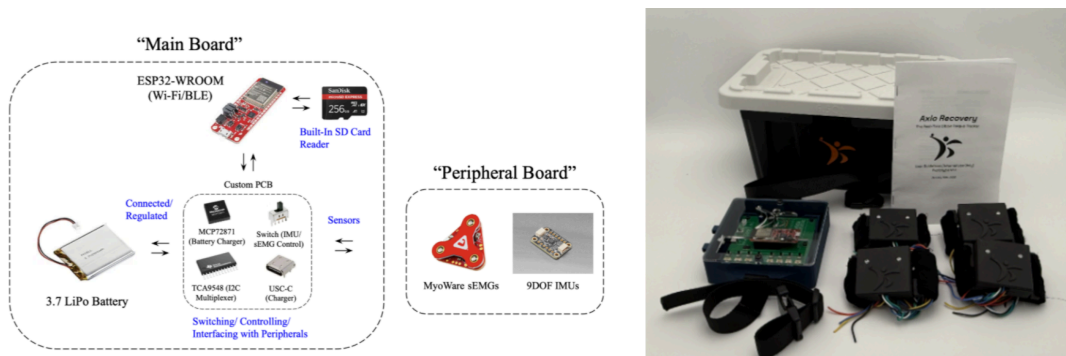 “Main Board”
ESP32-WROOM
(Wi-Fi/BLE)
SanDisk
256
Built-In SD Card
Reader
Custom PCB
Connected/
Regulated
MCP72871
(Battery Charger)
Switch (IMU/
sEMG Control)
TCA9548 (I2C
Multiplexer)
USC-C
(Charger)
3.7 LiPo Battery
Switching/ Controlling/
Interfacing with Peripherals
Sensors
“Peripheral Board”
MyoWare sEMGs
9DOF IMUs
Axio Recovery